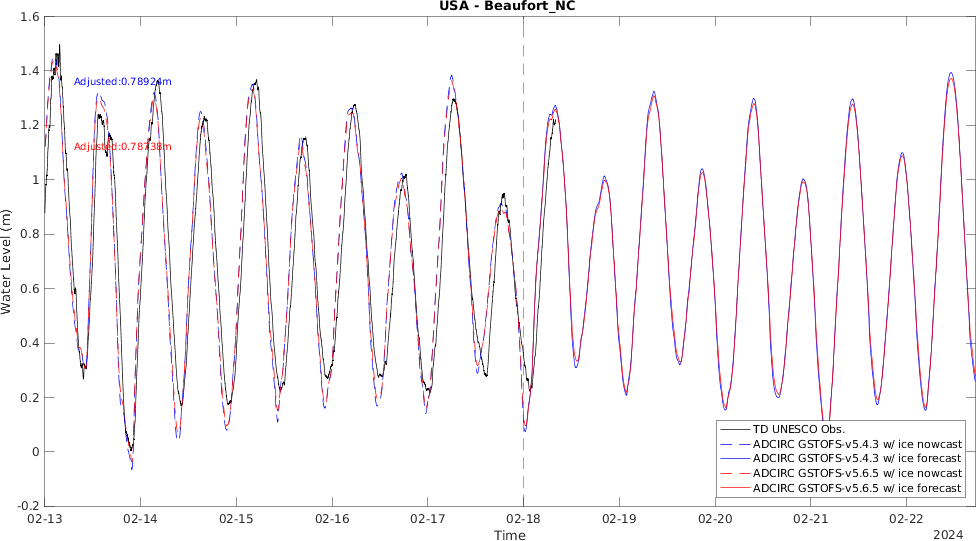 USA - Beaufort_NC
1.6
1.4
1.2
1
0.8
0.6
0.4
0.2
0
-0.2
Water Level (m)
Adjusted:0.78924m
Adjusted:0.78738m
TD UNESCO Obs.
ADCIRC GSTOFS-v5.4.3 w/ ice nowcast
ADCIRC GSTOFS-v5.4.3 w/ ice forecast
ADCIRC GSTOFS-v5.6.5 w/ ice nowcast
ADCIRC GSTOFS-v5.6.5 w/ ice forecast
02-13 02-14 02-15 02-16 02-17 02-18 02-19 02-20 02-21 02-22
Time
2024